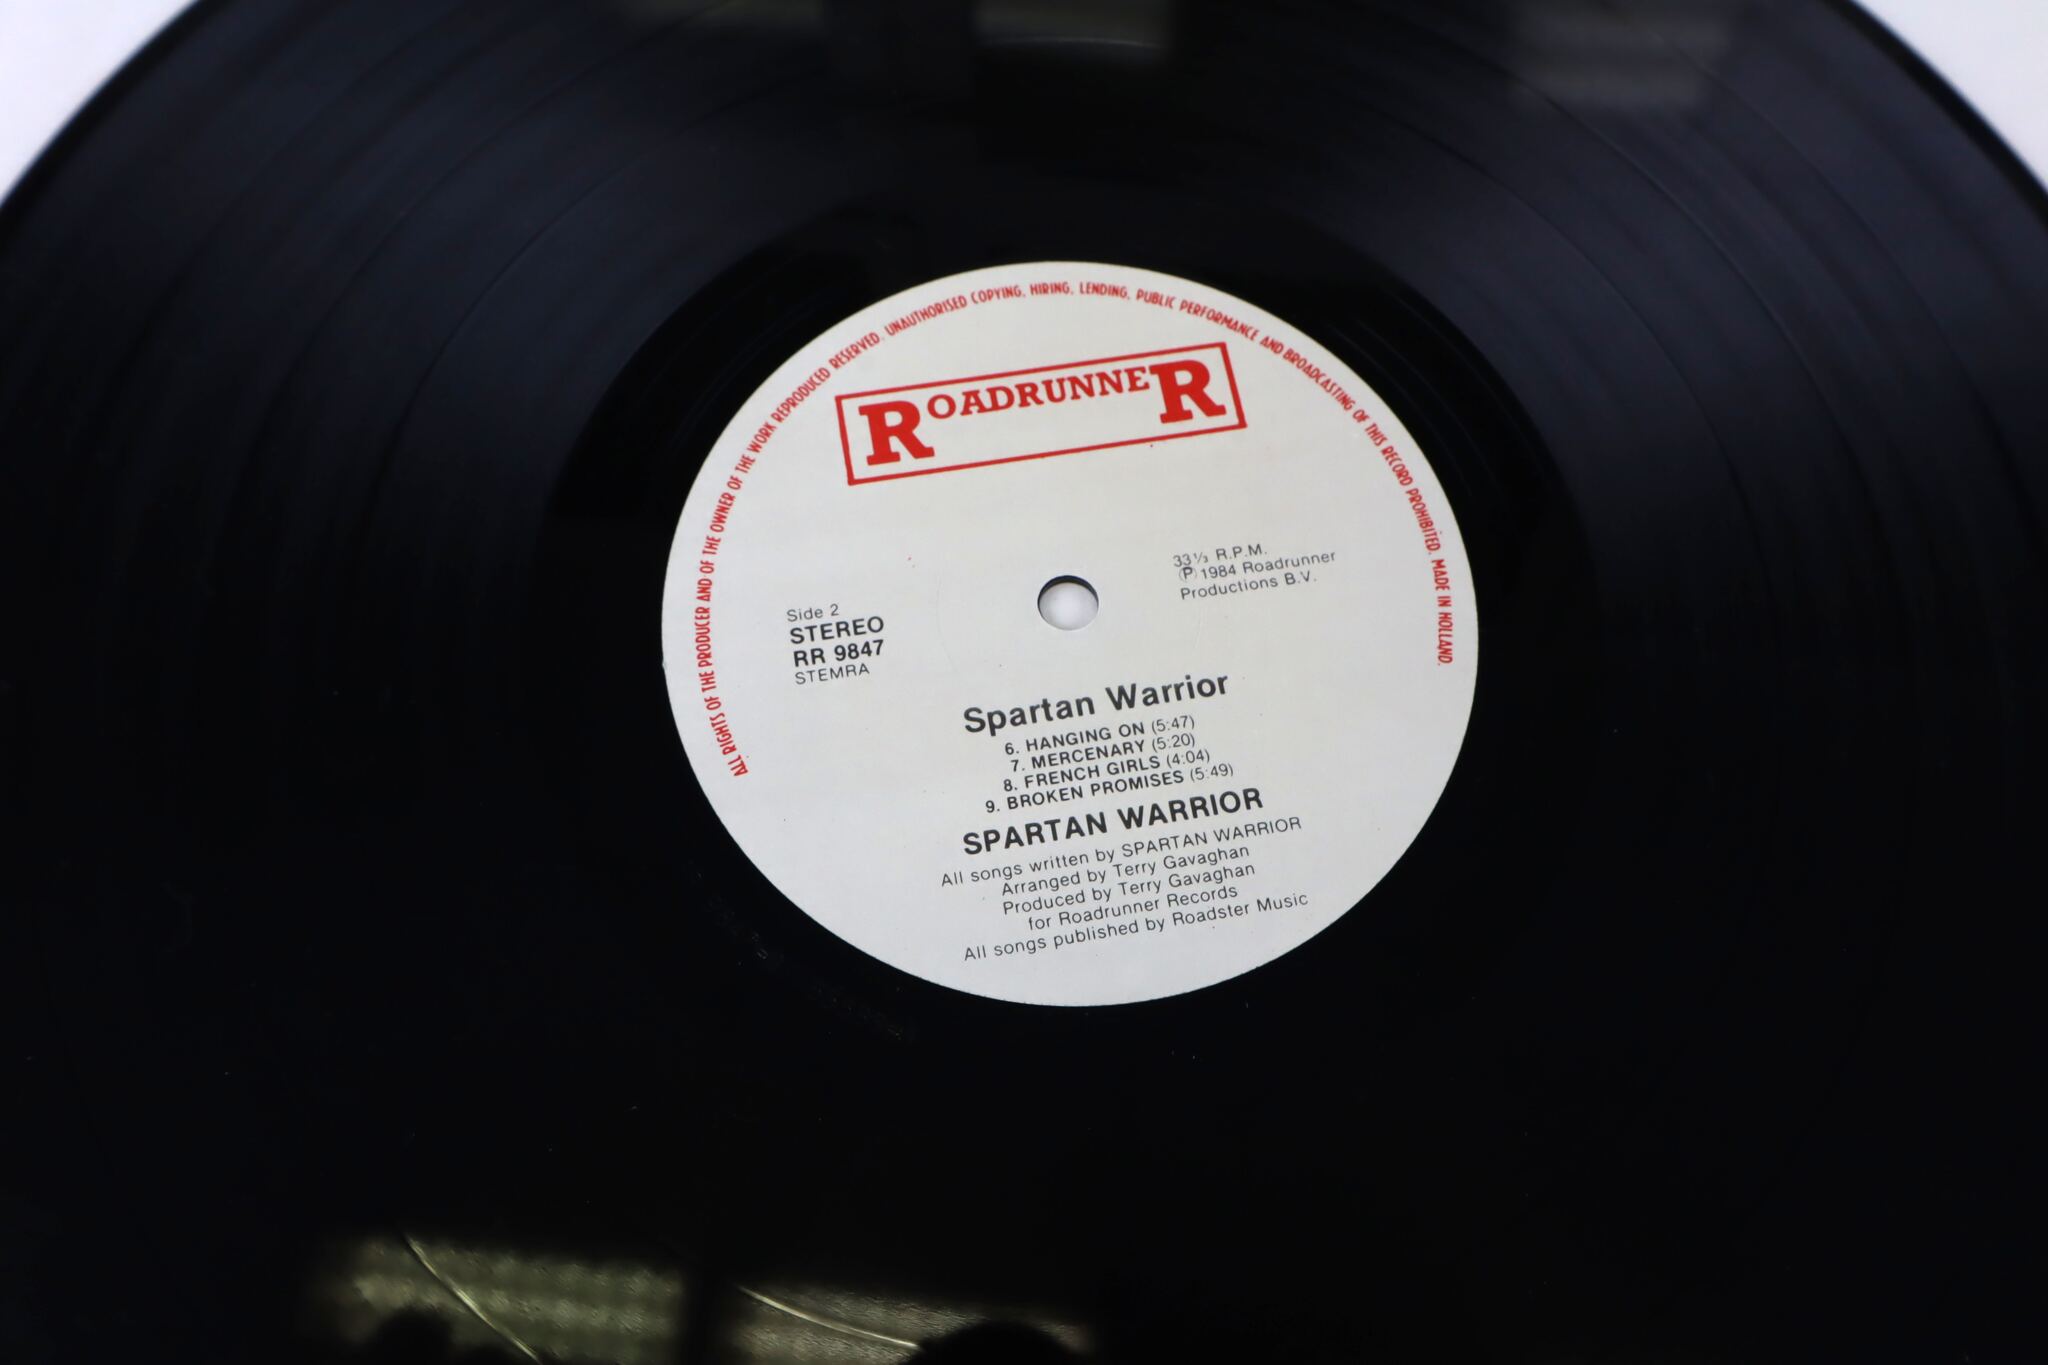 ALL RIGHTS OF THE PRODUCER AND OF THE OWNER OF THE WORK REPRODUCED RESERVED. UNAUTHORISED COPYING, HIRING, LENDING, PUBLIC PERFORMANCE AND BROADCASTING OF THIS RECORD PROHIBITED. MADE IN HOLLAND.
ROADRUNNER
33⅓ R.P.M.
Ⓟ 1984 Roadrunner
Productions B.V.
Side 2
STEREO
RR 9847
STEMRA
Spartan Warrior
6. HANGING ON (5:47)
7. MERCENARY (5:20)
8. FRENCH GIRLS (4:04)
9. BROKEN PROMISES (5:49)
SPARTAN WARRIOR
All songs written by SPARTAN WARRIOR
Arranged by Terry Gavaghan
Produced by Terry Gavaghan
for Roadrunner Records
All songs published by Roadster Music